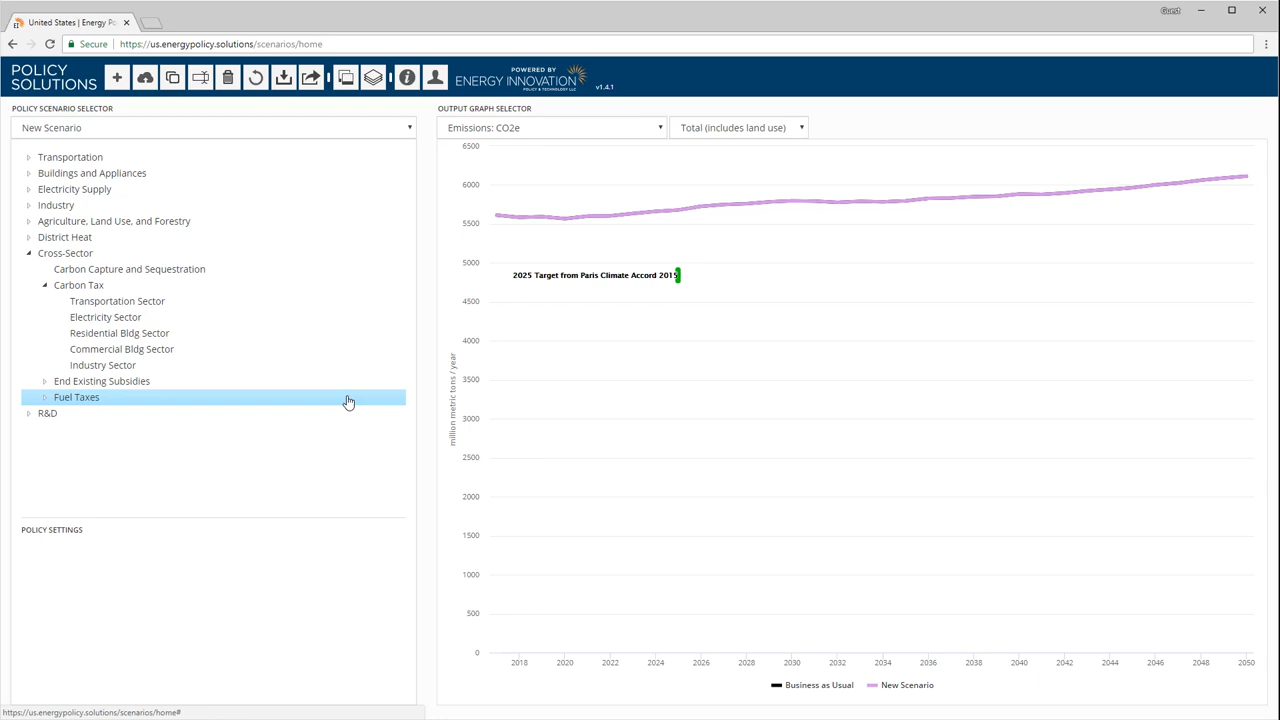 United States | Energy Po
Guest
Secure
https://us.energypolicy.solutions/scenarios/home
POLICY
SOLUTIONS
POWERED BY
ENERGY INNOVATION
POLICY & TECHNOLOGY LLC
v1.4.1
POLICY SCENARIO SELECTOR
New Scenario
Transportation
Buildings and Appliances
Electricity Supply
Industry
Agriculture, Land Use, and Forestry
District Heat
Cross-Sector
Carbon Capture and Sequestration
Carbon Tax
Transportation Sector
Electricity Sector
Residential Bldg Sector
Commercial Bldg Sector
Industry Sector
End Existing Subsidies
Fuel Taxes
R&D
POLICY SETTINGS
OUTPUT GRAPH SELECTOR
Emissions: CO2e
Total (includes land use)
6500
6000
5500
5000
4500
4000
3500
3000
2500
2000
1500
1000
500
0
million metric tons / year
2025 Target from Paris Climate Accord 2015
2018 2020 2022 2024 2026 2028 2030 2032 2034 2036 2038 2040 2042 2044 2046 2048 2050
Business as Usual
New Scenario
https://us.energypolicy.solutions/scenarios/home#